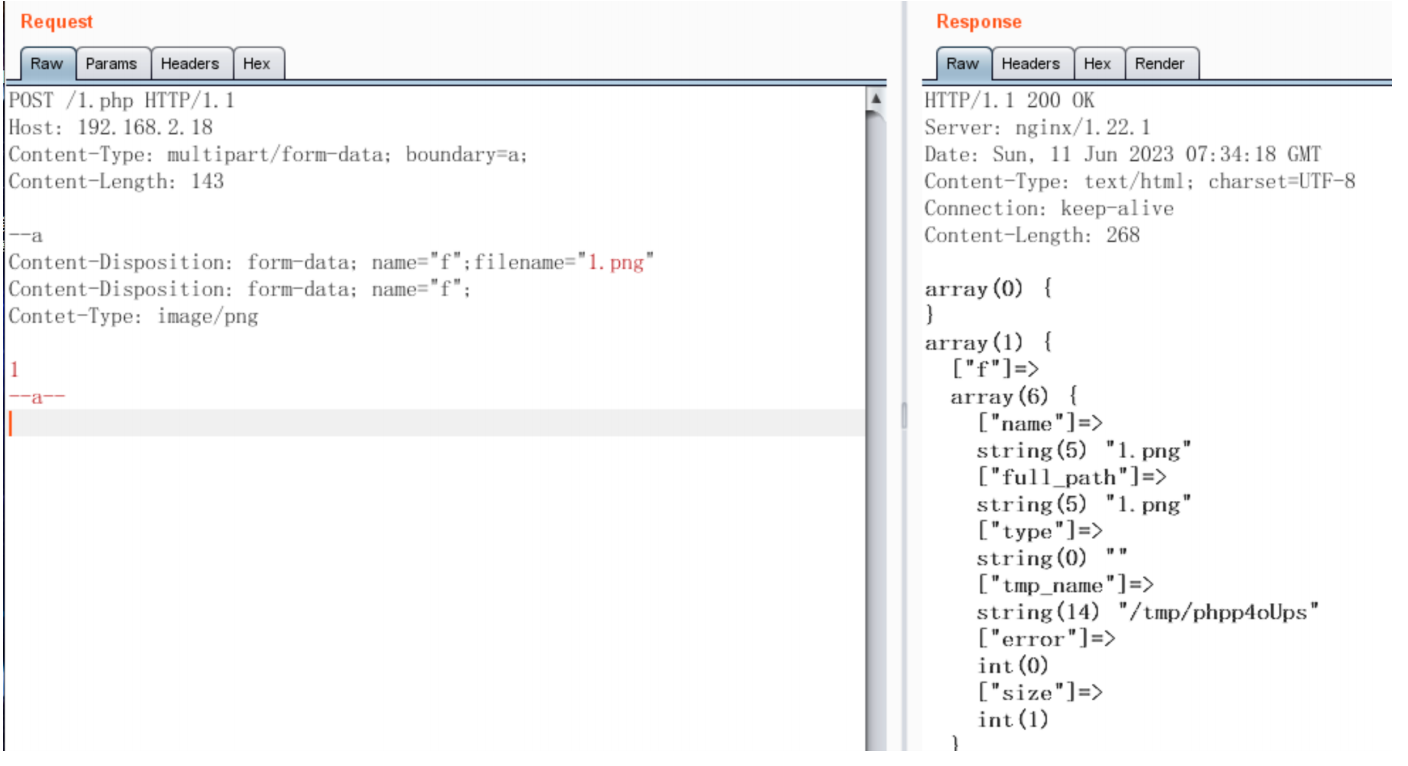 Request
Raw Params Headers Hex
POST /1.php HTTP/1.1
Host: 192.168.2.18
Content-Type: multipart/form-data; boundary=a;
Content-Length: 143
--a
Content-Disposition: form-data; name="f";filename="1.png"
Content-Disposition: form-data; name="f";
Contet-Type: image/png
1
--a--
Response
Raw Headers Hex Render
HTTP/1.1 200 OK
Server: nginx/1.22.1
Date: Sun, 11 Jun 2023 07:34:18 GMT
Content-Type: text/html; charset=UTF-8
Connection: keep-alive
Content-Length: 268
array(0) {
}
array(1) {
["f"]=>
array(6) {
["name"]=>
string(5) "1.png"
["full_path"]=>
string(5) "1.png"
["type"]=>
string(0) ""
["tmp_name"]=>
string(14) "/tmp/phpp4oUps"
["error"]=>
int(0)
["size"]=>
int(1)
}